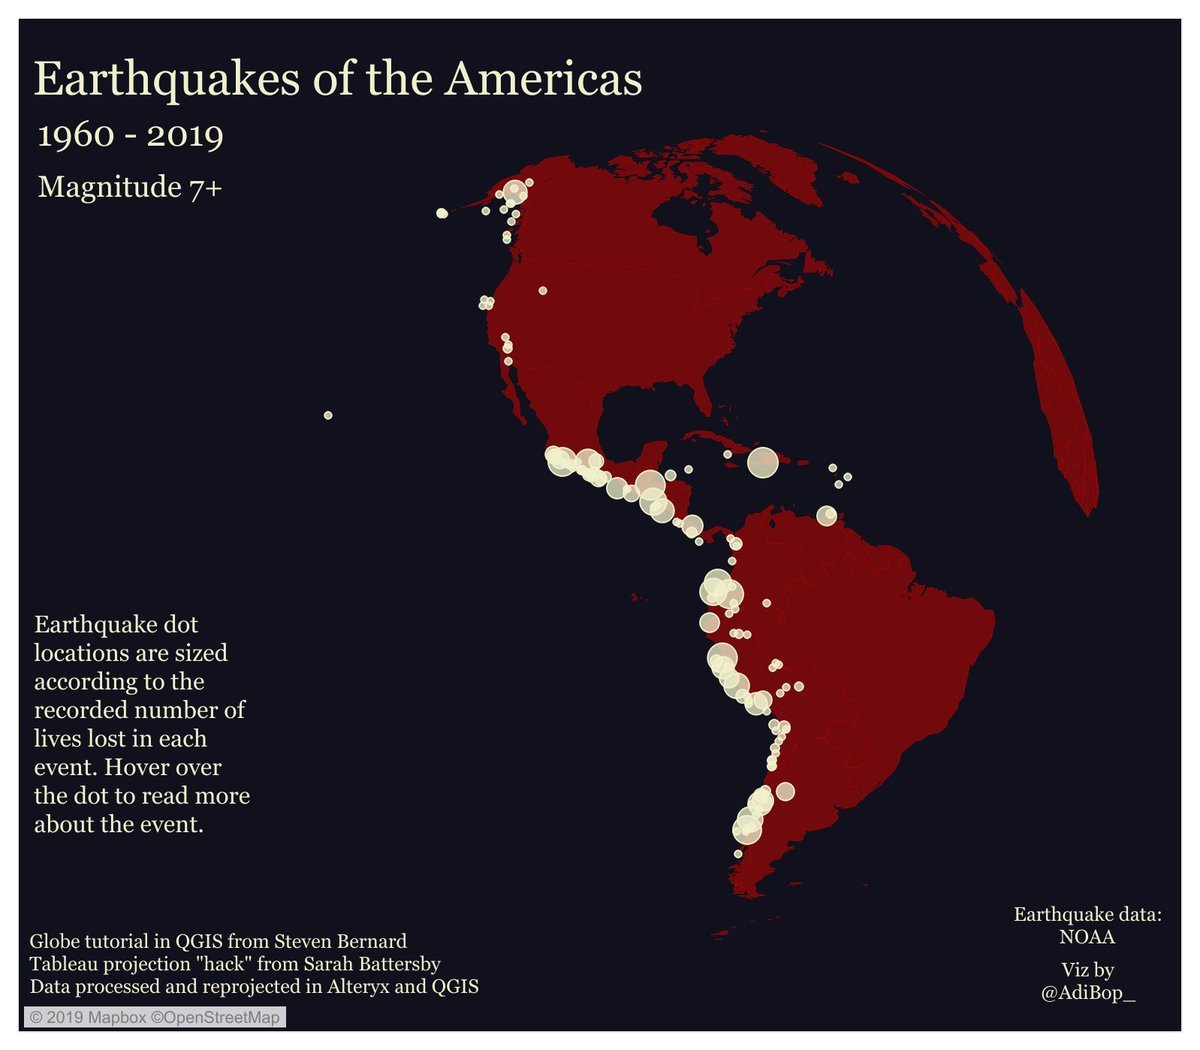 Earthquakes of the Americas
1960 - 2019
Magnitude 7+
Earthquake dot
locations are sized
according to the
recorded number of
lives lost in each
event. Hover over
the dot to read more
about the event.
Globe tutorial in QGIS from Steven Bernard
Tableau projection "hack" from Sarah Battersby
Data processed and reprojected in Alteryx and QGIS
© 2019 Mapbox ©OpenStreetMap
Earthquake data:
NOAA
Viz by
@AdiBop_